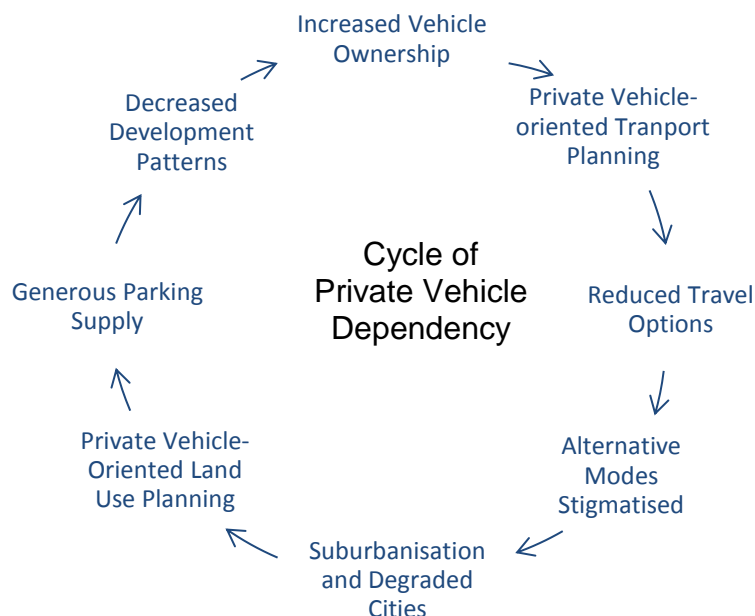 Increased Vehicle
Ownership
Private Vehicle-
oriented Tranport
Planning
Reduced Travel
Options
Alternative
Modes
Stigmatised
Suburbanisation
and Degraded
Cities
Private Vehicle-
Oriented Land
Use Planning
Generous Parking
Supply
Decreased
Development
Patterns
Cycle of
Private Vehicle
Dependency